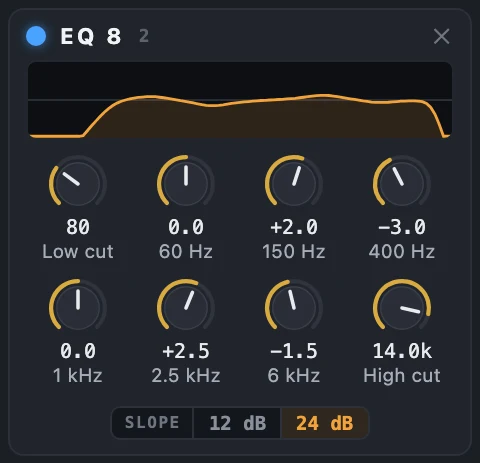 EQ 8 2
80 0.0 +2.0 −3.0
Low cut 60 Hz 150 Hz 400 Hz
0.0 +2.5 −1.5 14.0k
1 kHz 2.5 kHz 6 kHz High cut
SLOPE 12 dB 24 dB